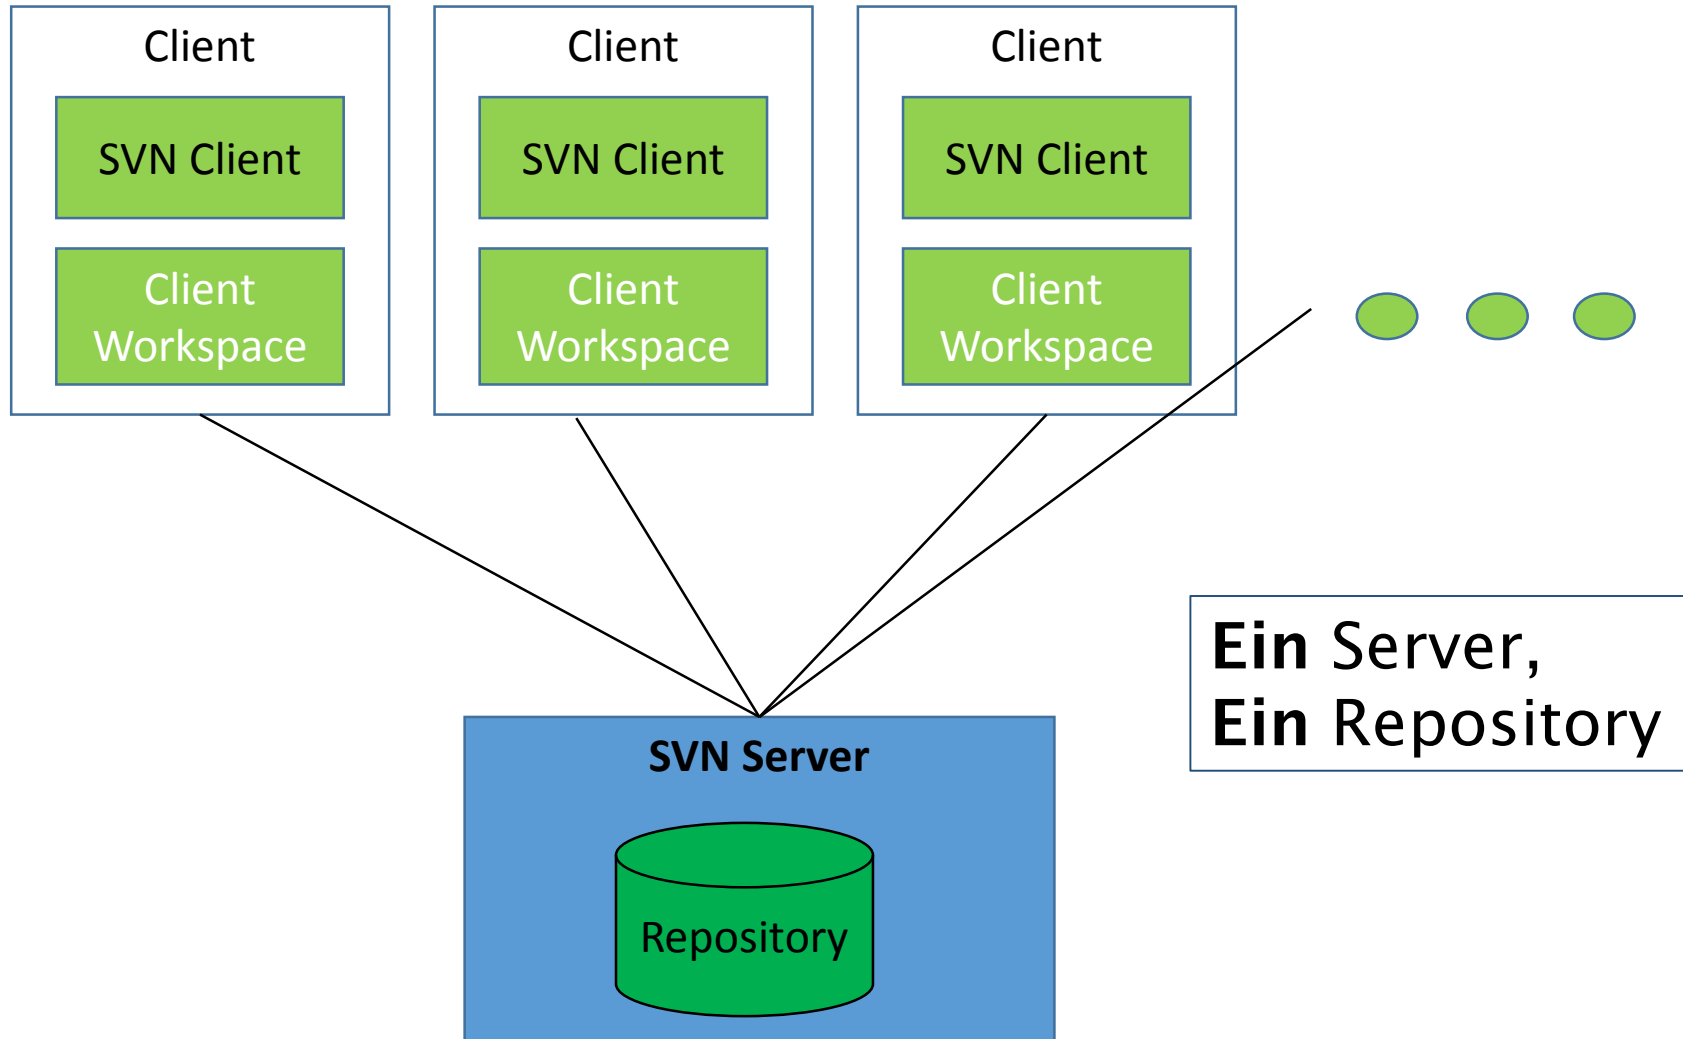 Client
SVN Client
Client
Workspace
Client
SVN Client
Client
Workspace
Client
SVN Client
Client
Workspace
Ein Server,
Ein Repository
SVN Server
Repository